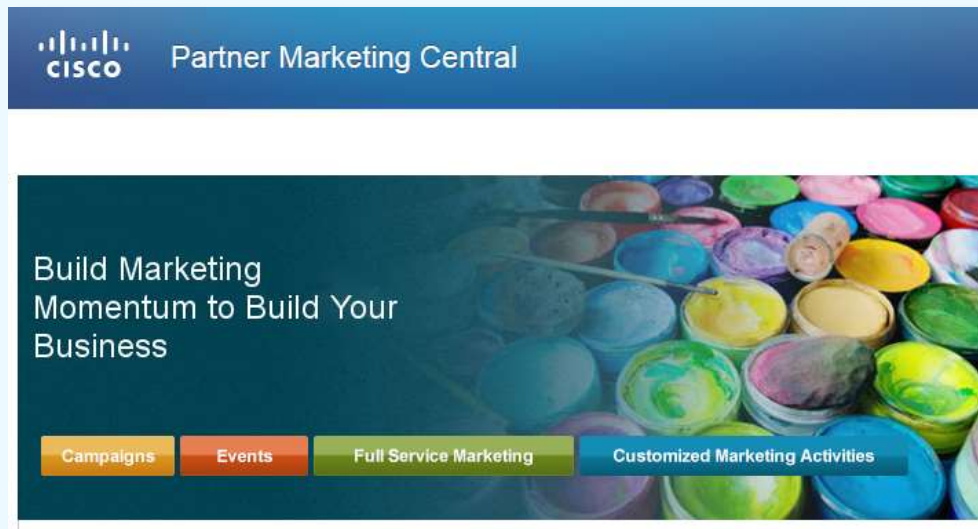 CISCO
Partner Marketing Central
Build Marketing
Momentum to Build Your
Business
Campaigns
Events
Full Service Marketing
Customized Marketing Activities